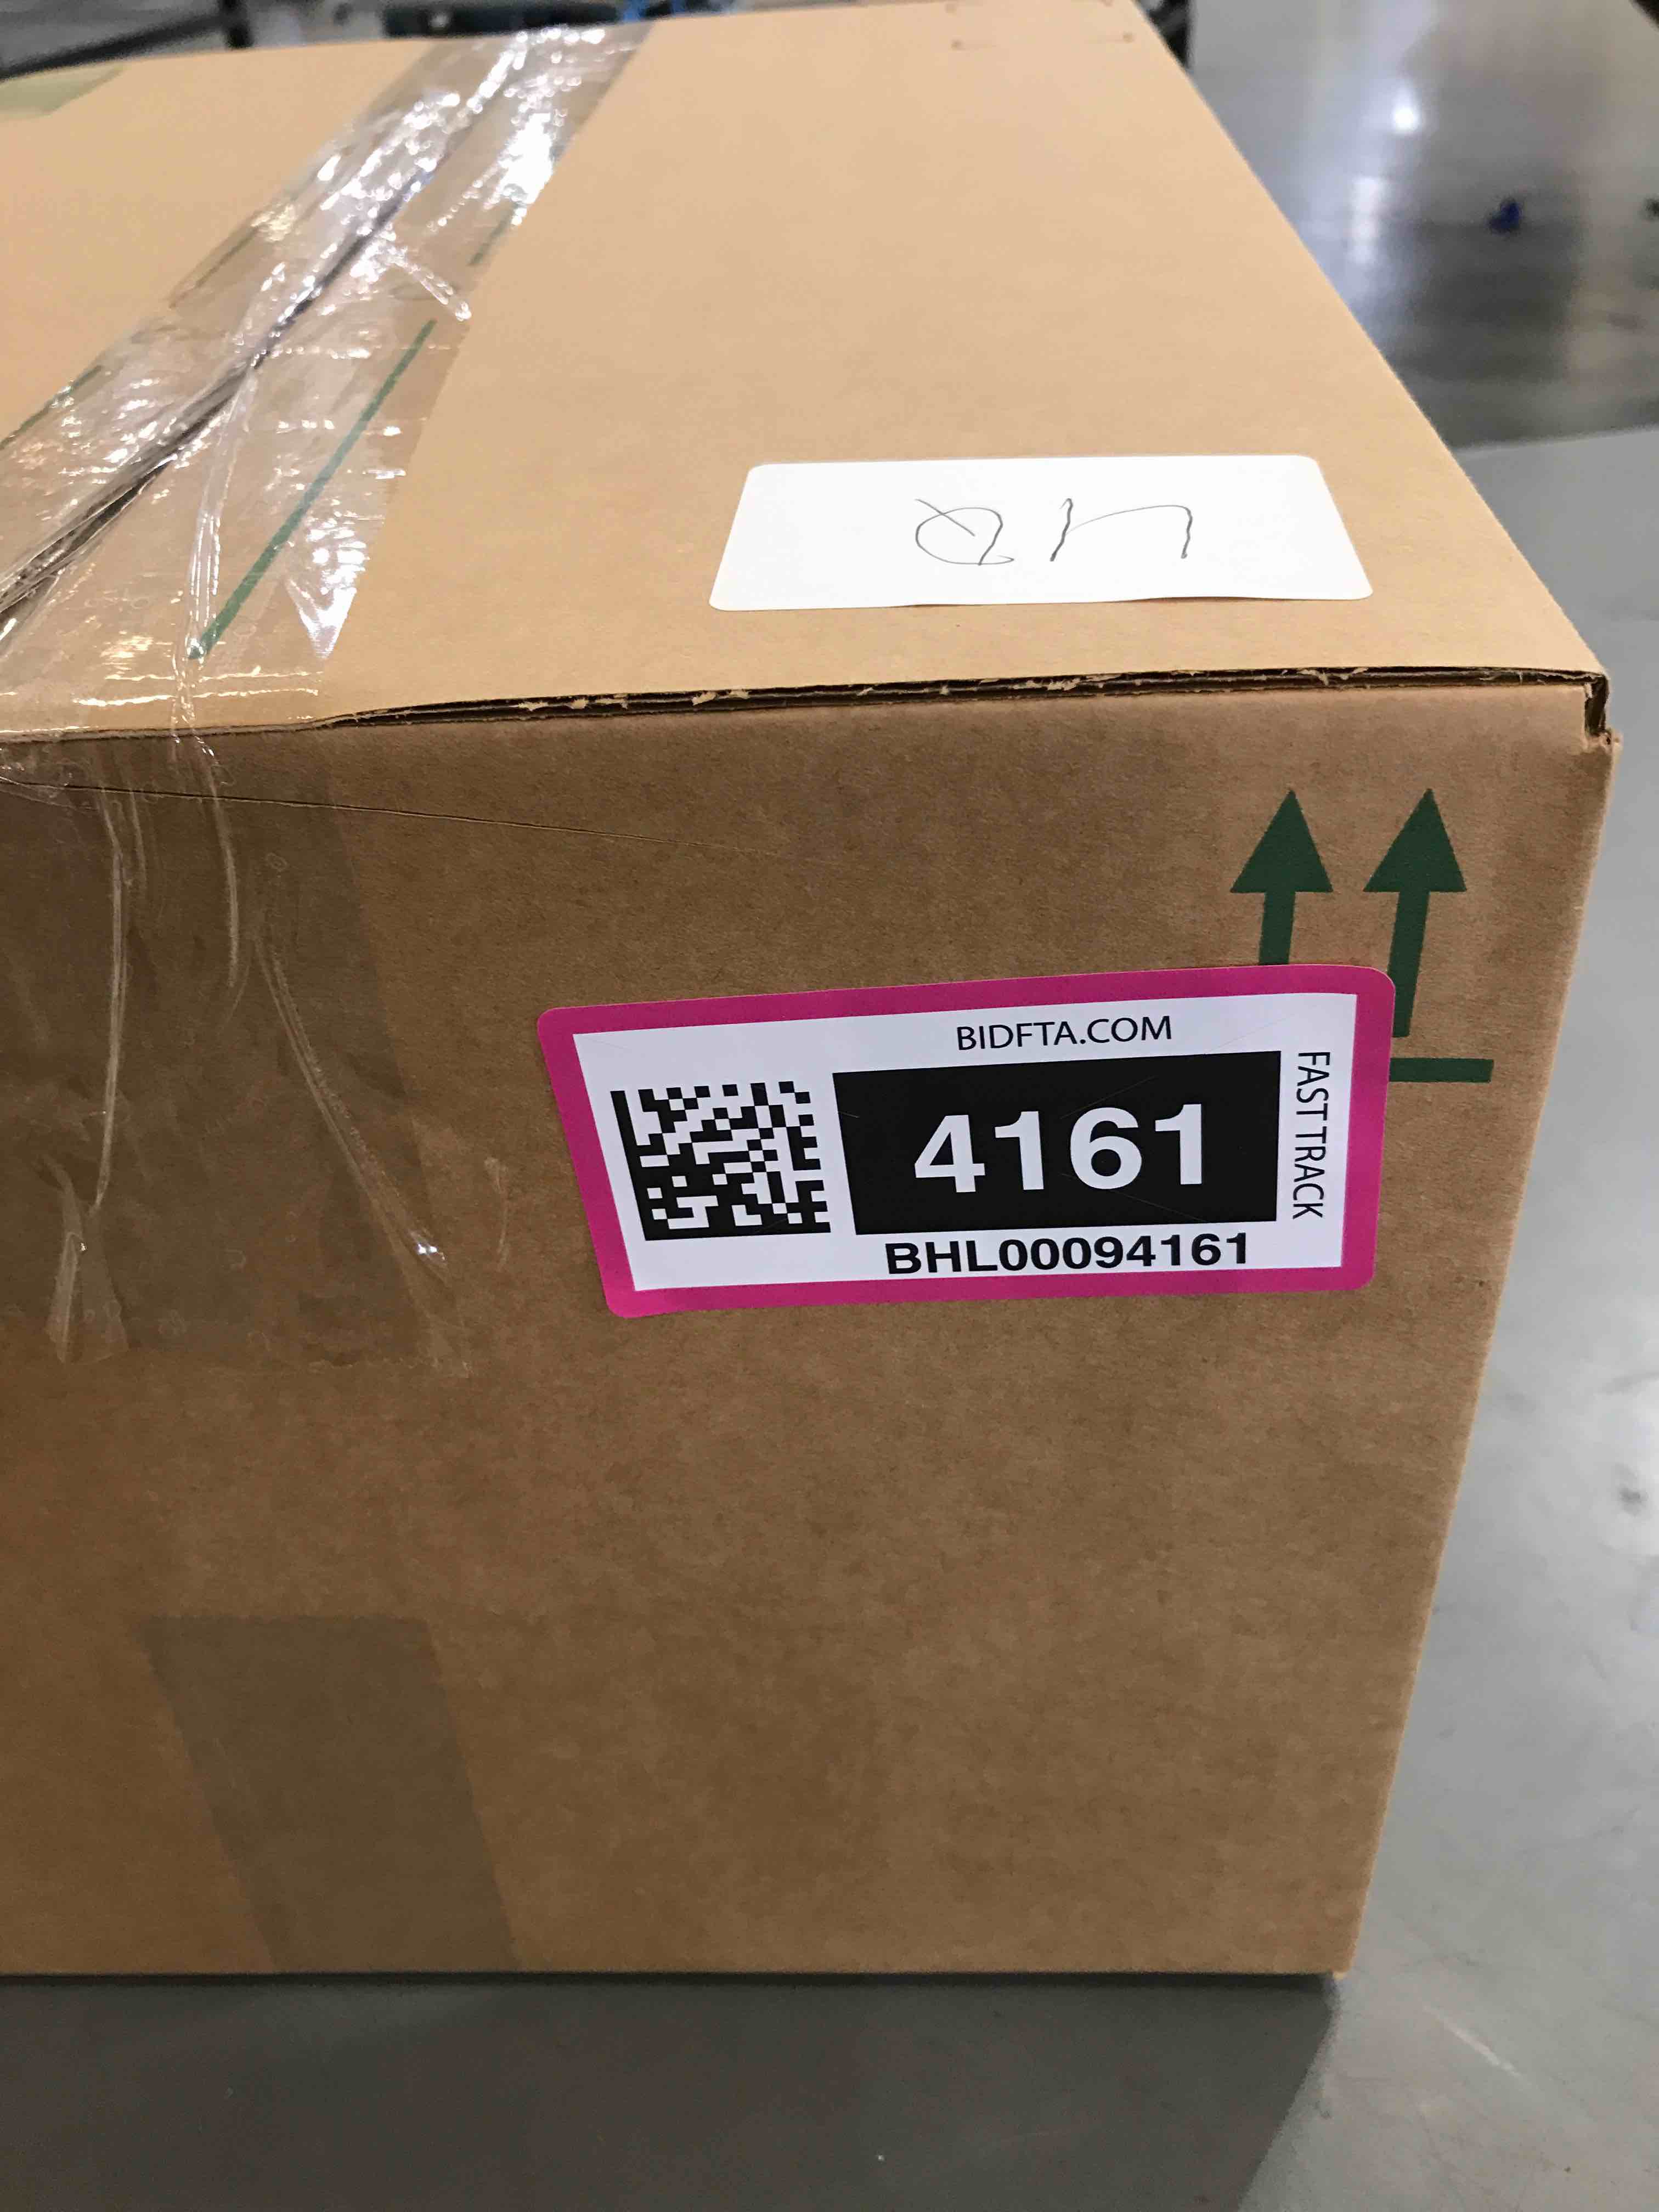 BIDFTA.COM
4161
FAST TRACK
BHL00094161